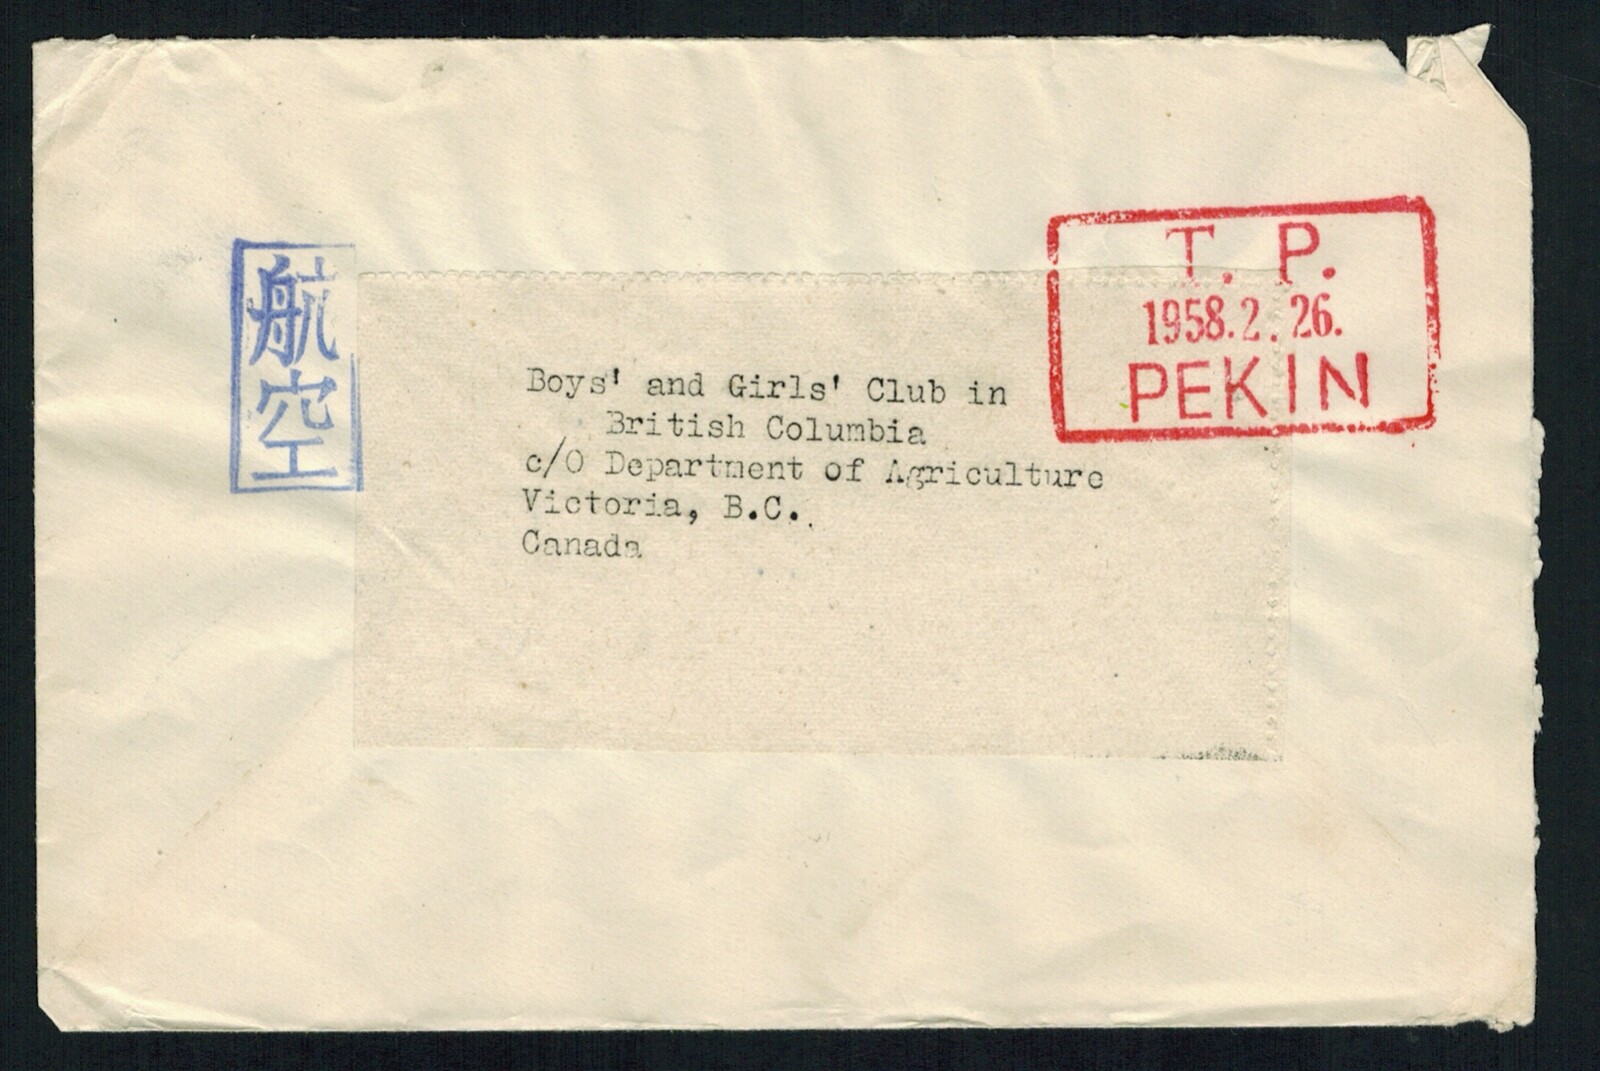 航空
T. P.
1958.2.26.
PEKIN
Boys' and Girls' Club in
British Columbia
c/O Department of Agriculture
Victoria, B.C.
Canada